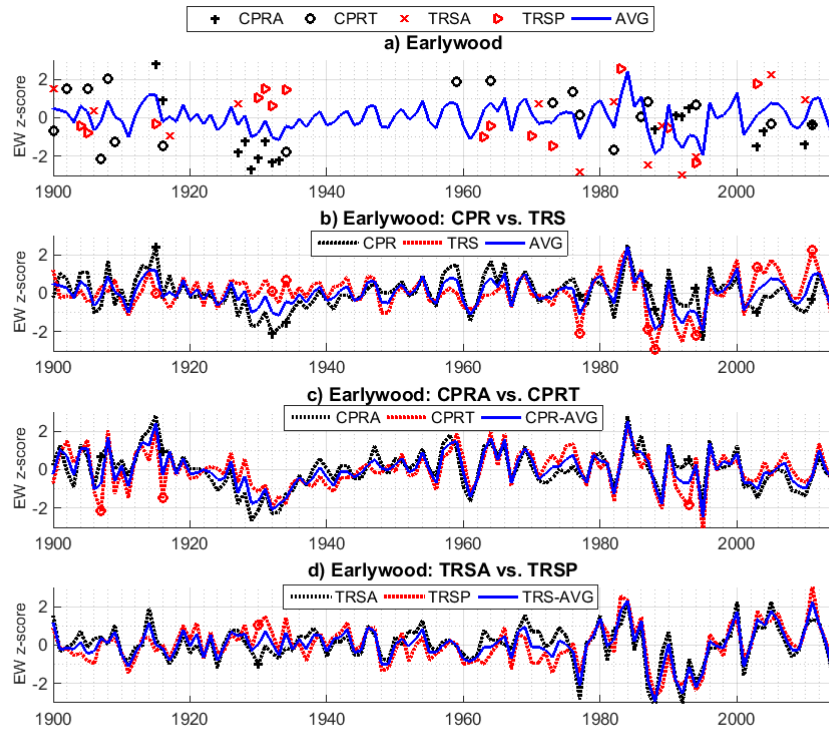 CPRA CPRT TRSA TRSP AVG
a) Earlywood
EW z-score
2
0
-2
1900 1920 1940 1960 1980 2000
b) Earlywood: CPR vs. TRS
CPR TRS AVG
EW z-score
2
0
-2
1900 1920 1940 1960 1980 2000
c) Earlywood: CPRA vs. CPRT
CPRA CPRT CPR-AVG
EW z-score
2
0
-2
1900 1920 1940 1960 1980 2000
d) Earlywood: TRSA vs. TRSP
TRSA TRSP TRS-AVG
EW z-score
2
0
-2
1900 1920 1940 1960 1980 2000